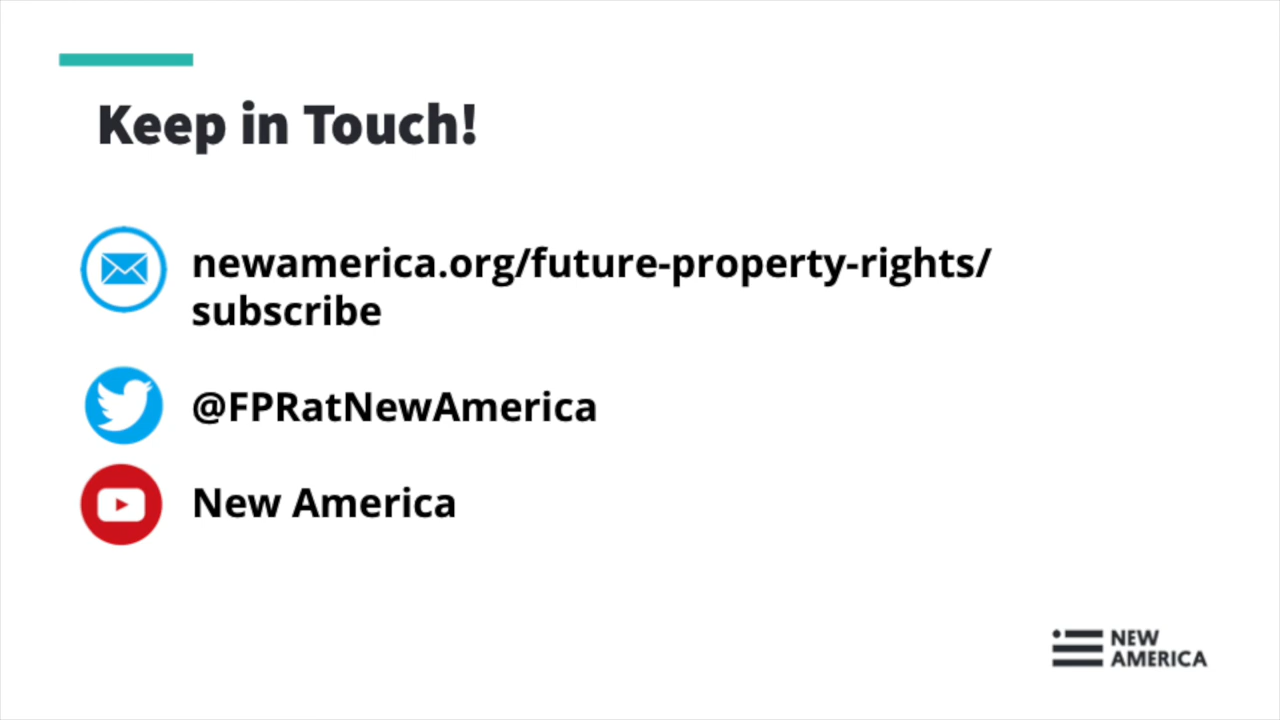 Keep in Touch!
newamerica.org/future-property-rights/
subscribe
@FPRatNewAmerica
New America
NEW
AMERICA